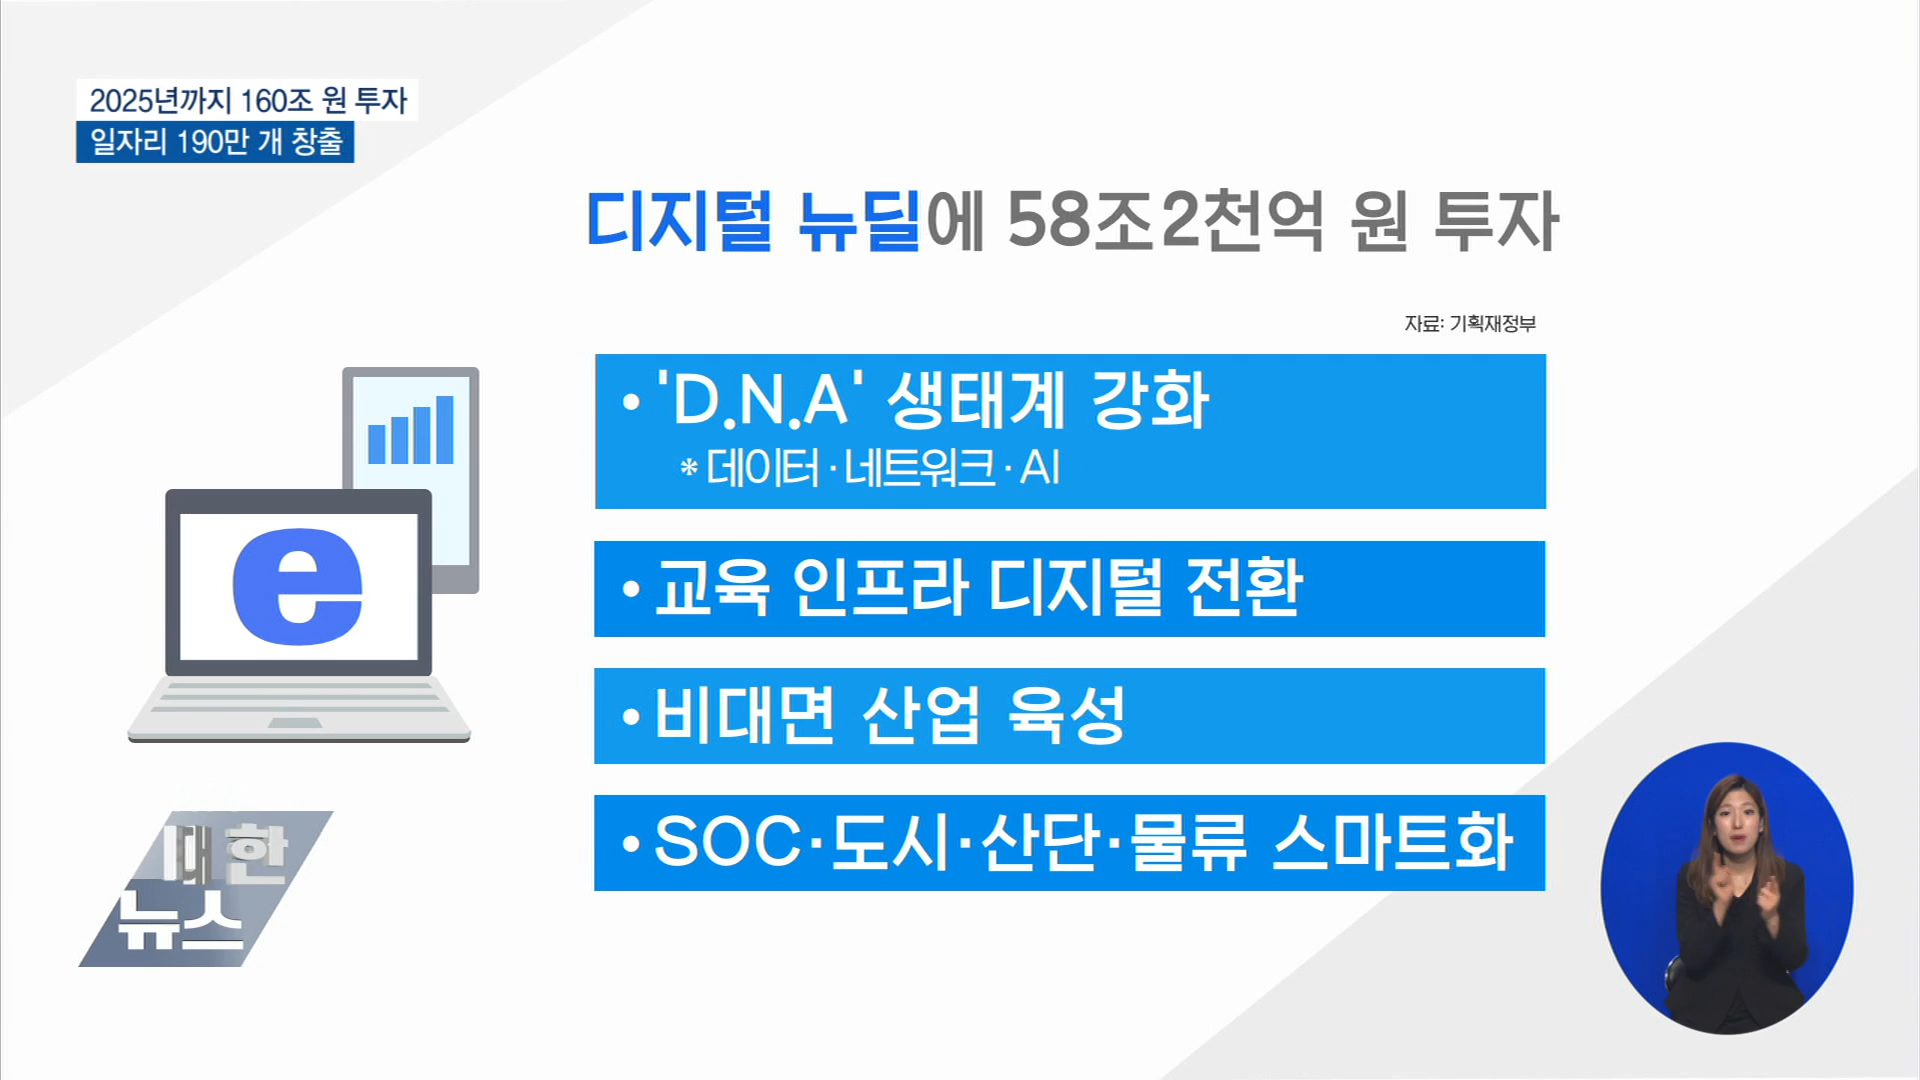 2025년까지 160조 원 투자
일자리 190만 개 창출
디지털 뉴딜에 58조2천억 원 투자
자료: 기획재정부
• 'D.N.A' 생태계 강화
* 데이터·네트워크·AI
• 교육 인프라 디지털 전환
e
• 비대면 산업 육성
• SOC·도시·산단·물류 스마트화
대한
뉴스